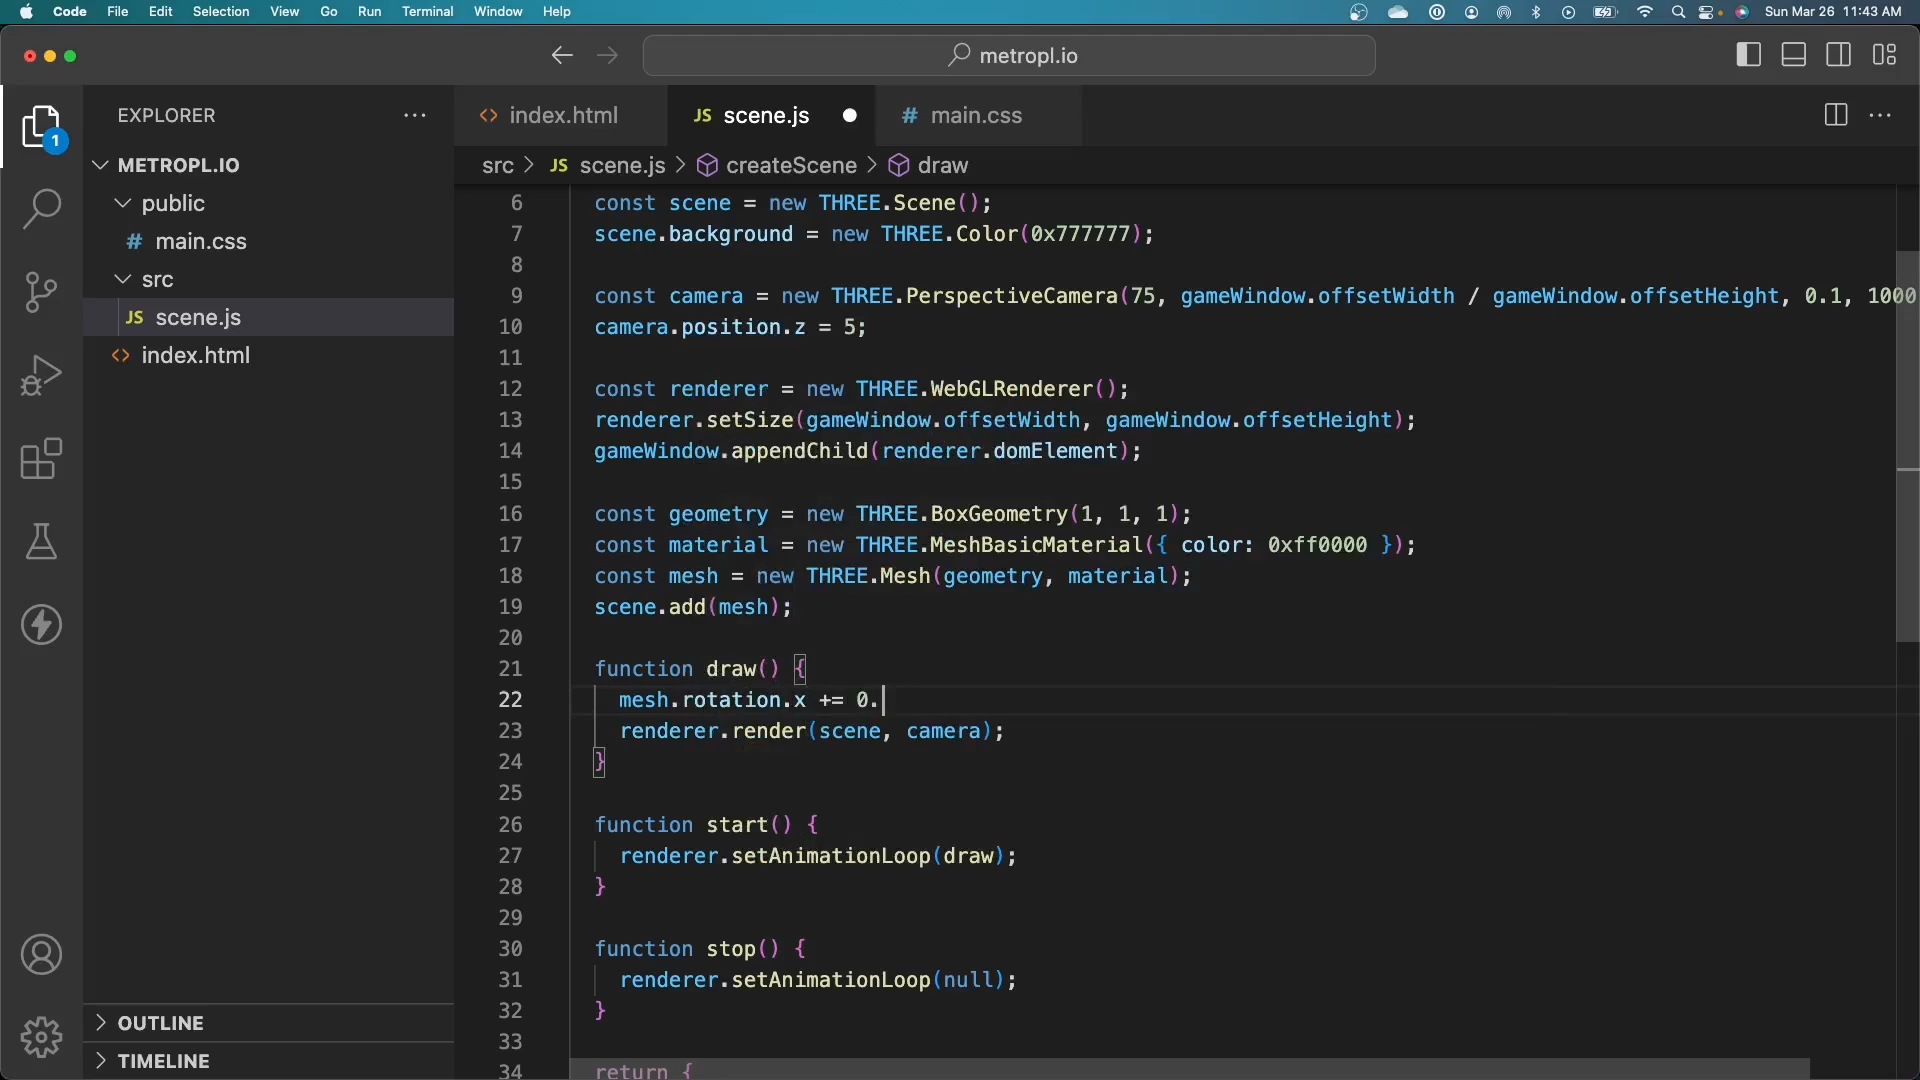 Code File Edit Selection View Go Run Terminal Window Help Sun Mar 26 11:43 AM
metropl.io
EXPLORER
1
METROPL.IO
public
# main.css
src
JS scene.js
<> index.html
OUTLINE
TIMELINE
<> index.html JS scene.js # main.css
src > JS scene.js > createScene > draw
6 const scene = new THREE.Scene();
7 scene.background = new THREE.Color(0x777777);
8
9 const camera = new THREE.PerspectiveCamera(75, gameWindow.offsetWidth / gameWindow.offsetHeight, 0.1, 1000
10 camera.position.z = 5;
11
12 const renderer = new THREE.WebGLRenderer();
13 renderer.setSize(gameWindow.offsetWidth, gameWindow.offsetHeight);
14 gameWindow.appendChild(renderer.domElement);
15
16 const geometry = new THREE.BoxGeometry(1, 1, 1);
17 const material = new THREE.MeshBasicMaterial({ color: 0xff0000 });
18 const mesh = new THREE.Mesh(geometry, material);
19 scene.add(mesh);
20
21 function draw() {
22 mesh.rotation.x += 0.
23 renderer.render(scene, camera);
24 }
25
26 function start() {
27 renderer.setAnimationLoop(draw);
28 }
29
30 function stop() {
31 renderer.setAnimationLoop(null);
32 }
33
34 return {